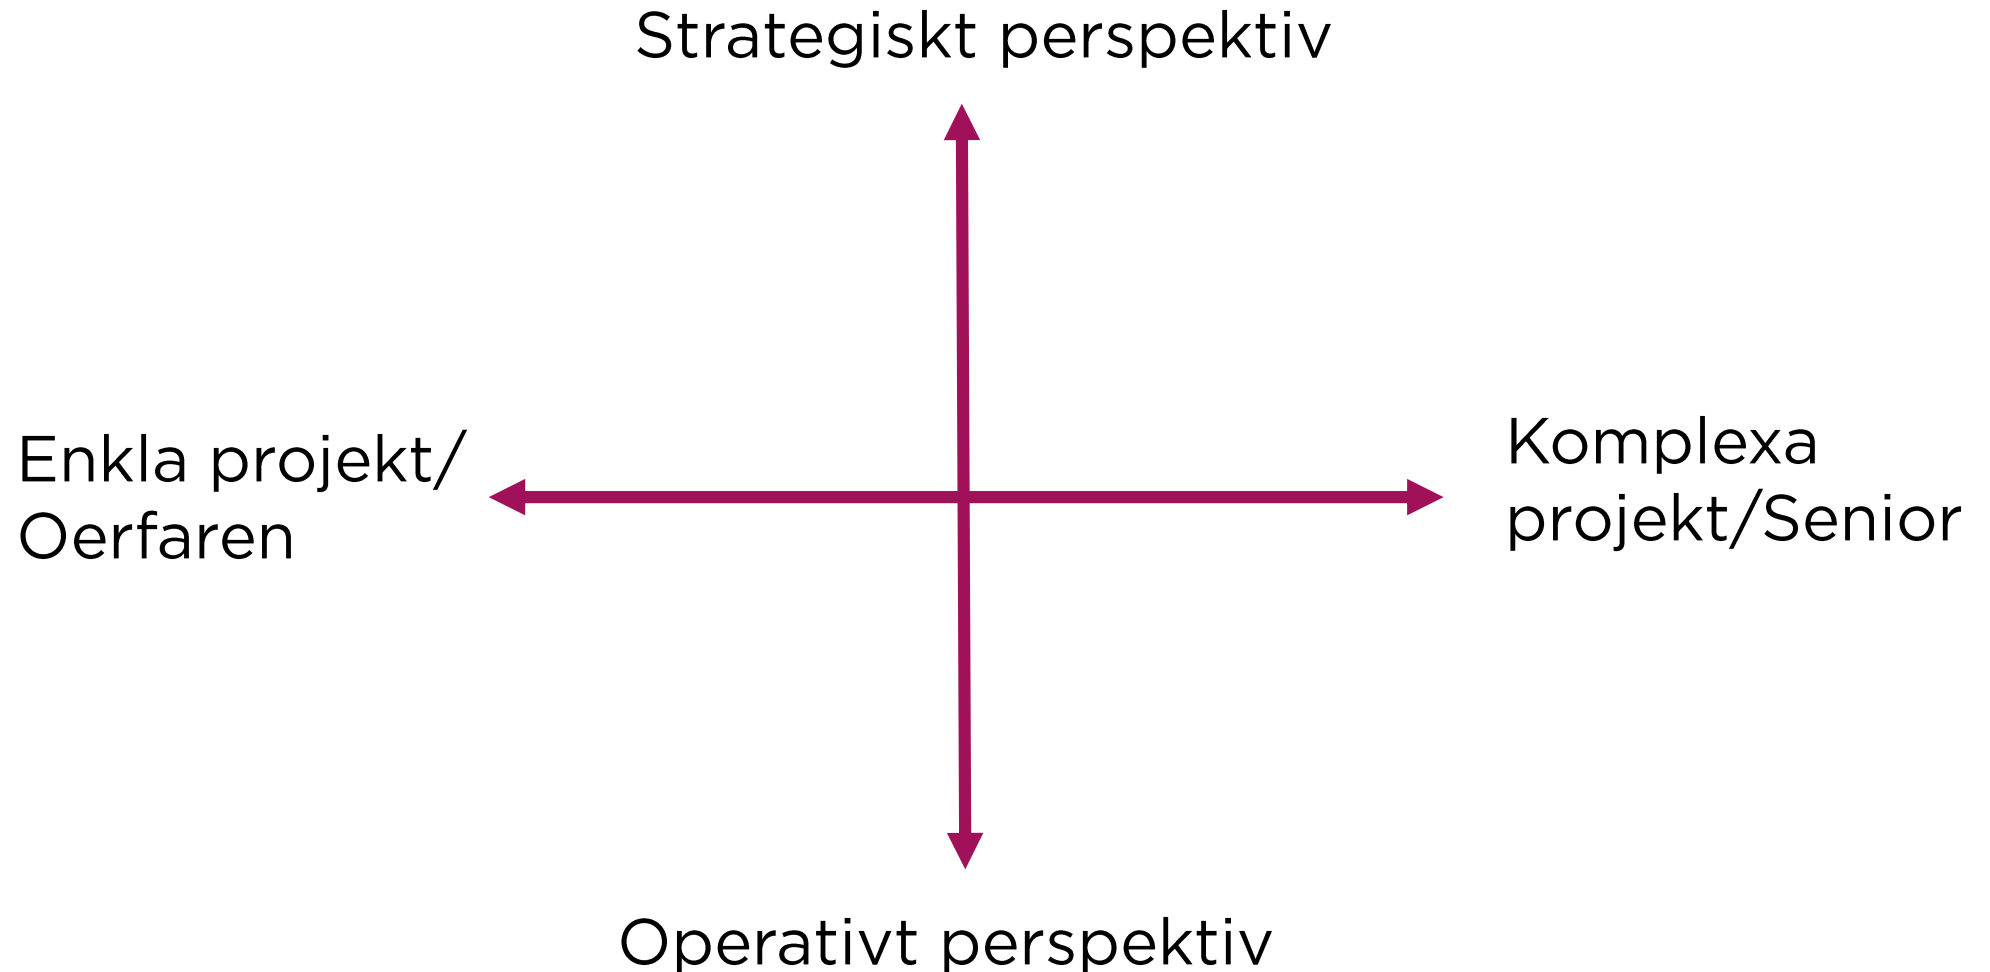 Strategiskt perspektiv
Enkla projekt/
Oerfaren
Komplexa
projekt/Senior
Operativt perspektiv